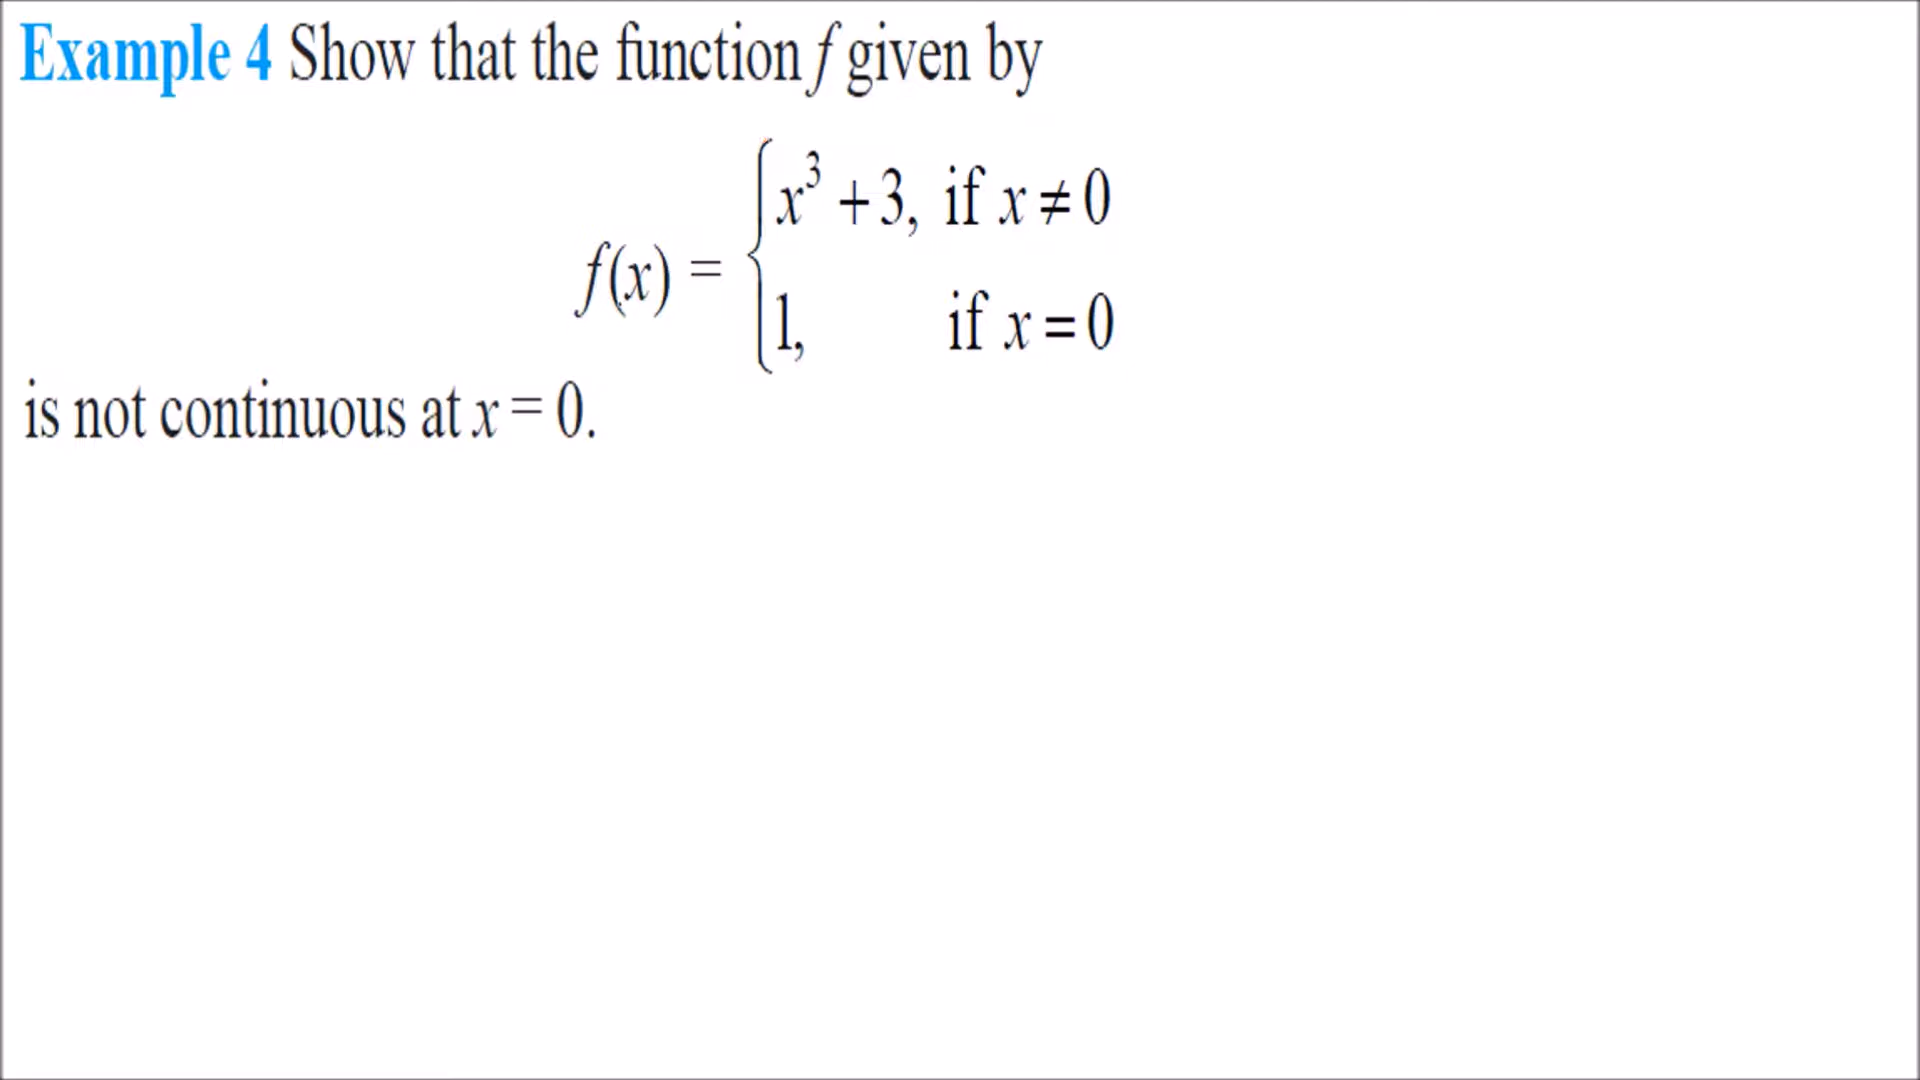 Example 4 Show that the function f given by
f(x) = { x³ + 3, if x ≠ 0
1, if x = 0
is not continuous at x = 0.